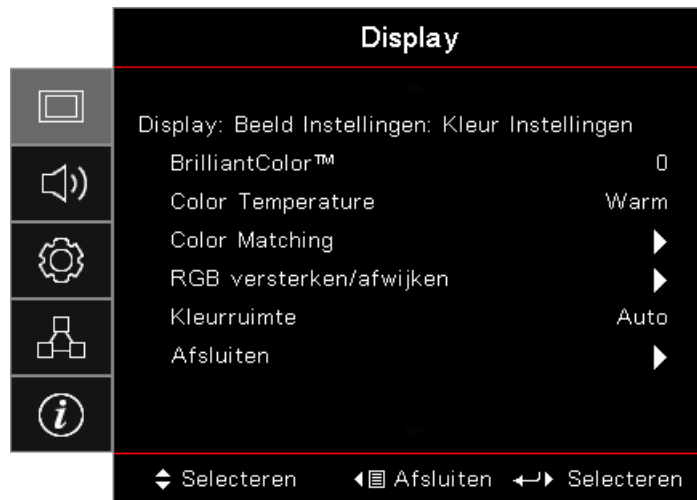 Display
Display: Beeld Instellingen: Kleur Instellingen
BrilliantColor™ 0
Color Temperature Warm
Color Matching
RGB versterken/afwijken
Kleurruimte Auto
Afsluiten
Selecteren Afsluiten Selecteren